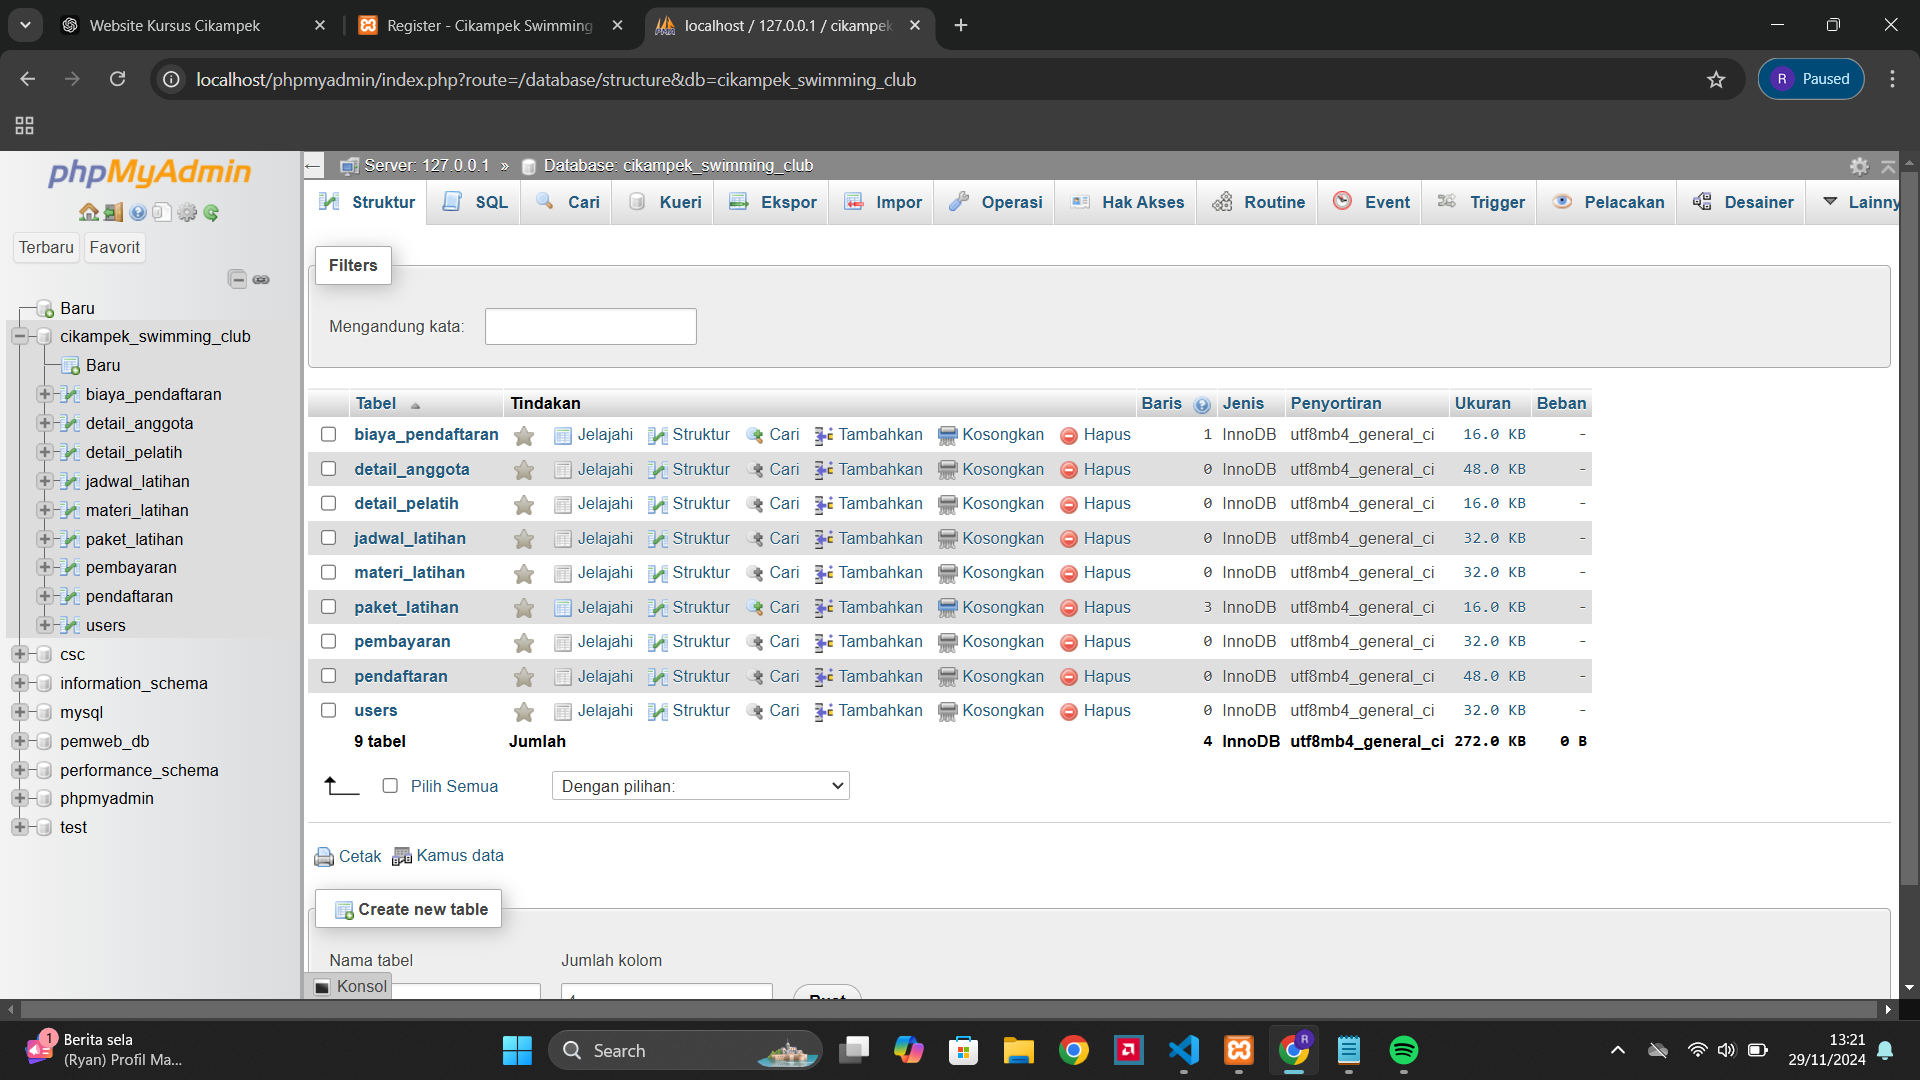 Website Kursus Cikampek
Register - Cikampek Swimming
localhost / 127.0.0.1 / cikampek
localhost/phpmyadmin/index.php?route=/database/structure&db=cikampek_swimming_club
R Paused
phpMyAdmin
Terbaru Favorit
Baru
cikampek_swimming_club
Baru
biaya_pendaftaran
detail_anggota
detail_pelatih
jadwal_latihan
materi_latihan
paket_latihan
pembayaran
pendaftaran
users
csc
information_schema
mysql
pemweb_db
performance_schema
phpmyadmin
test
Server: 127.0.0.1 » Database: cikampek_swimming_club
Struktur SQL Cari Kueri Ekspor Impor Operasi Hak Akses Routine Event Trigger Pelacakan Desainer Lainny
Filters
Mengandung kata:
Tabel Tindakan Baris Jenis Penyortiran Ukuran Beban
biaya_pendaftaran Jelajahi Struktur Cari Tambahkan Kosongkan Hapus 1 InnoDB utf8mb4_general_ci 16.0 KB -
detail_anggota Jelajahi Struktur Cari Tambahkan Kosongkan Hapus 0 InnoDB utf8mb4_general_ci 48.0 KB -
detail_pelatih Jelajahi Struktur Cari Tambahkan Kosongkan Hapus 0 InnoDB utf8mb4_general_ci 16.0 KB -
jadwal_latihan Jelajahi Struktur Cari Tambahkan Kosongkan Hapus 0 InnoDB utf8mb4_general_ci 32.0 KB -
materi_latihan Jelajahi Struktur Cari Tambahkan Kosongkan Hapus 0 InnoDB utf8mb4_general_ci 32.0 KB -
paket_latihan Jelajahi Struktur Cari Tambahkan Kosongkan Hapus 3 InnoDB utf8mb4_general_ci 16.0 KB -
pembayaran Jelajahi Struktur Cari Tambahkan Kosongkan Hapus 0 InnoDB utf8mb4_general_ci 32.0 KB -
pendaftaran Jelajahi Struktur Cari Tambahkan Kosongkan Hapus 0 InnoDB utf8mb4_general_ci 48.0 KB -
users Jelajahi Struktur Cari Tambahkan Kosongkan Hapus 0 InnoDB utf8mb4_general_ci 32.0 KB -
9 tabel Jumlah 4 InnoDB utf8mb4_general_ci 272.0 KB 0 B
Pilih Semua Dengan pilihan:
Cetak Kamus data
Create new table
Nama tabel Jumlah kolom
Konsol
1 Berita sela
(Ryan) Profil Ma...
Search
13:21
29/11/2024